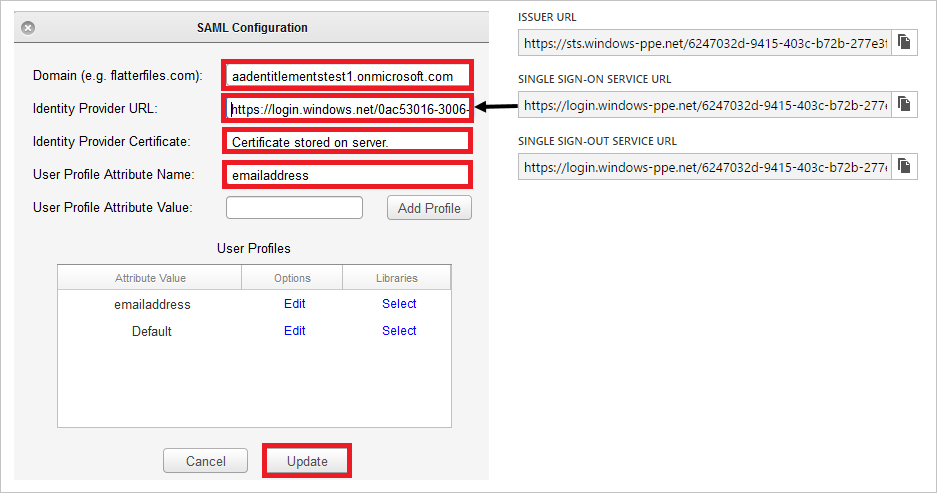 SAML Configuration
Domain (e.g. flatterfiles.com): aadentitlementstest1.onmicrosoft.com
Identity Provider URL: https://login.windows.net/0ac53016-3006-
Identity Provider Certificate: Certificate stored on server.
User Profile Attribute Name: emailaddress
User Profile Attribute Value: Add Profile
User Profiles
Attribute Value Options Libraries
emailaddress Edit Select
Default Edit Select
Cancel Update
ISSUER URL
https://sts.windows-ppe.net/6247032d-9415-403c-b72b-277e3f
SINGLE SIGN-ON SERVICE URL
https://login.windows-ppe.net/6247032d-9415-403c-b72b-277e
SINGLE SIGN-OUT SERVICE URL
https://login.windows-ppe.net/6247032d-9415-403c-b72b-277e